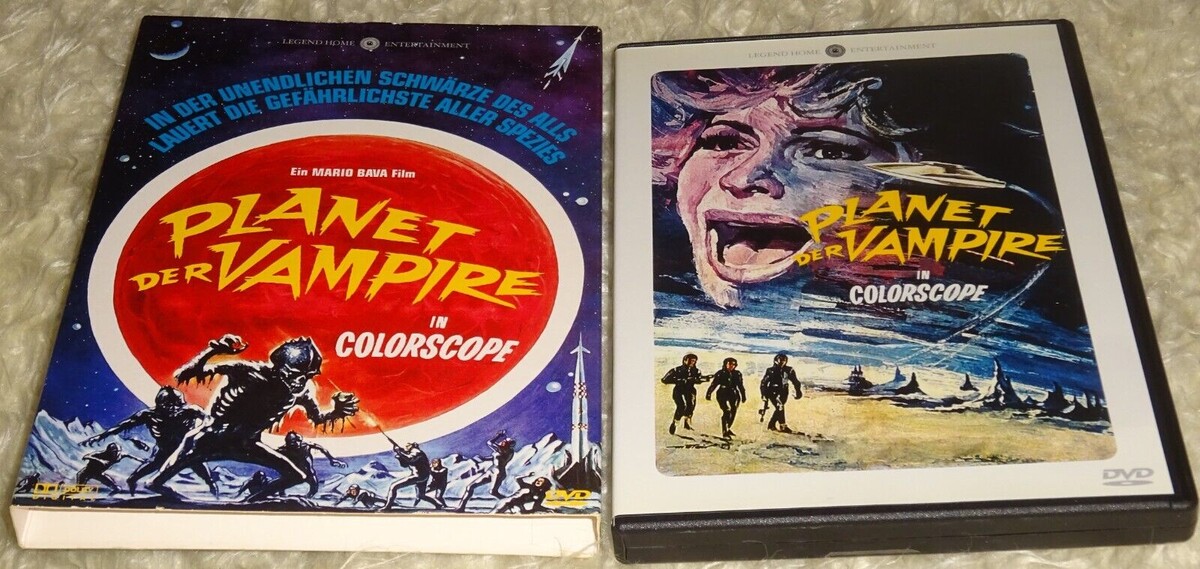 LEGEND HOME ENTERTAINMENT
IN DER UNENDLICHEN SCHWÄRZE DES ALLS
LAUERT DIE GEFÄHRLICHSTE ALLER SPEZIES
Ein MARIO BAVA Film
PLANET
DER VAMPIRE
IN
COLORSCOPE
DOLBY
DVD
LEGEND HOME ENTERTAINMENT
PLANET
DER VAMPIRE
IN
COLORSCOPE
DVD